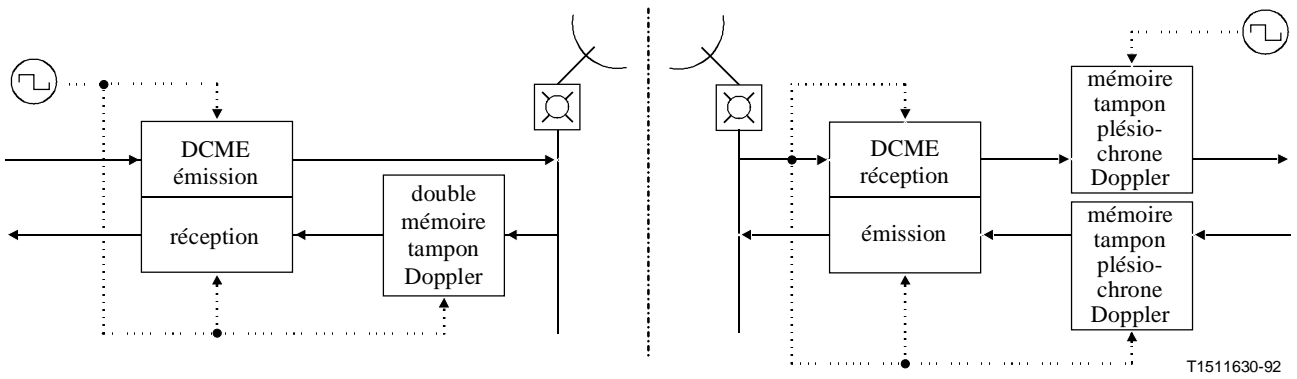 DCME
émission
réception
double
mémoire
tampon
Doppler
DCME
réception
émission
mémoire
tampon
plésio-
chrone
Doppler
mémoire
tampon
plésio-
chrone
Doppler
T1511630-92